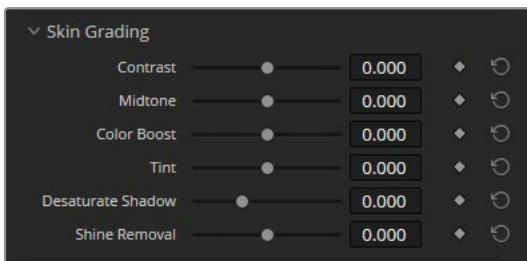 Skin Grading
Contrast 0.000
Midtone 0.000
Color Boost 0.000
Tint 0.000
Desaturate Shadow 0.000
Shine Removal 0.000